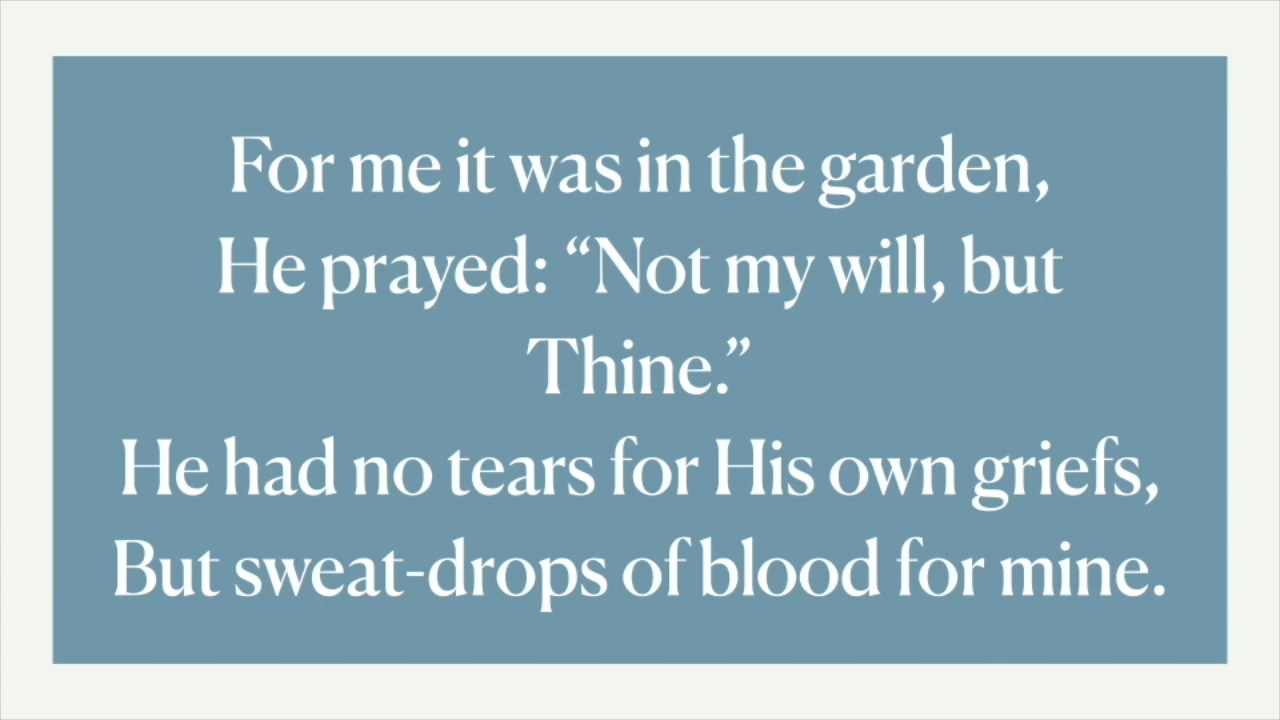 For me it was in the garden,
He prayed: “Not my will, but
Thine.”
He had no tears for His own griefs,
But sweat-drops of blood for mine.